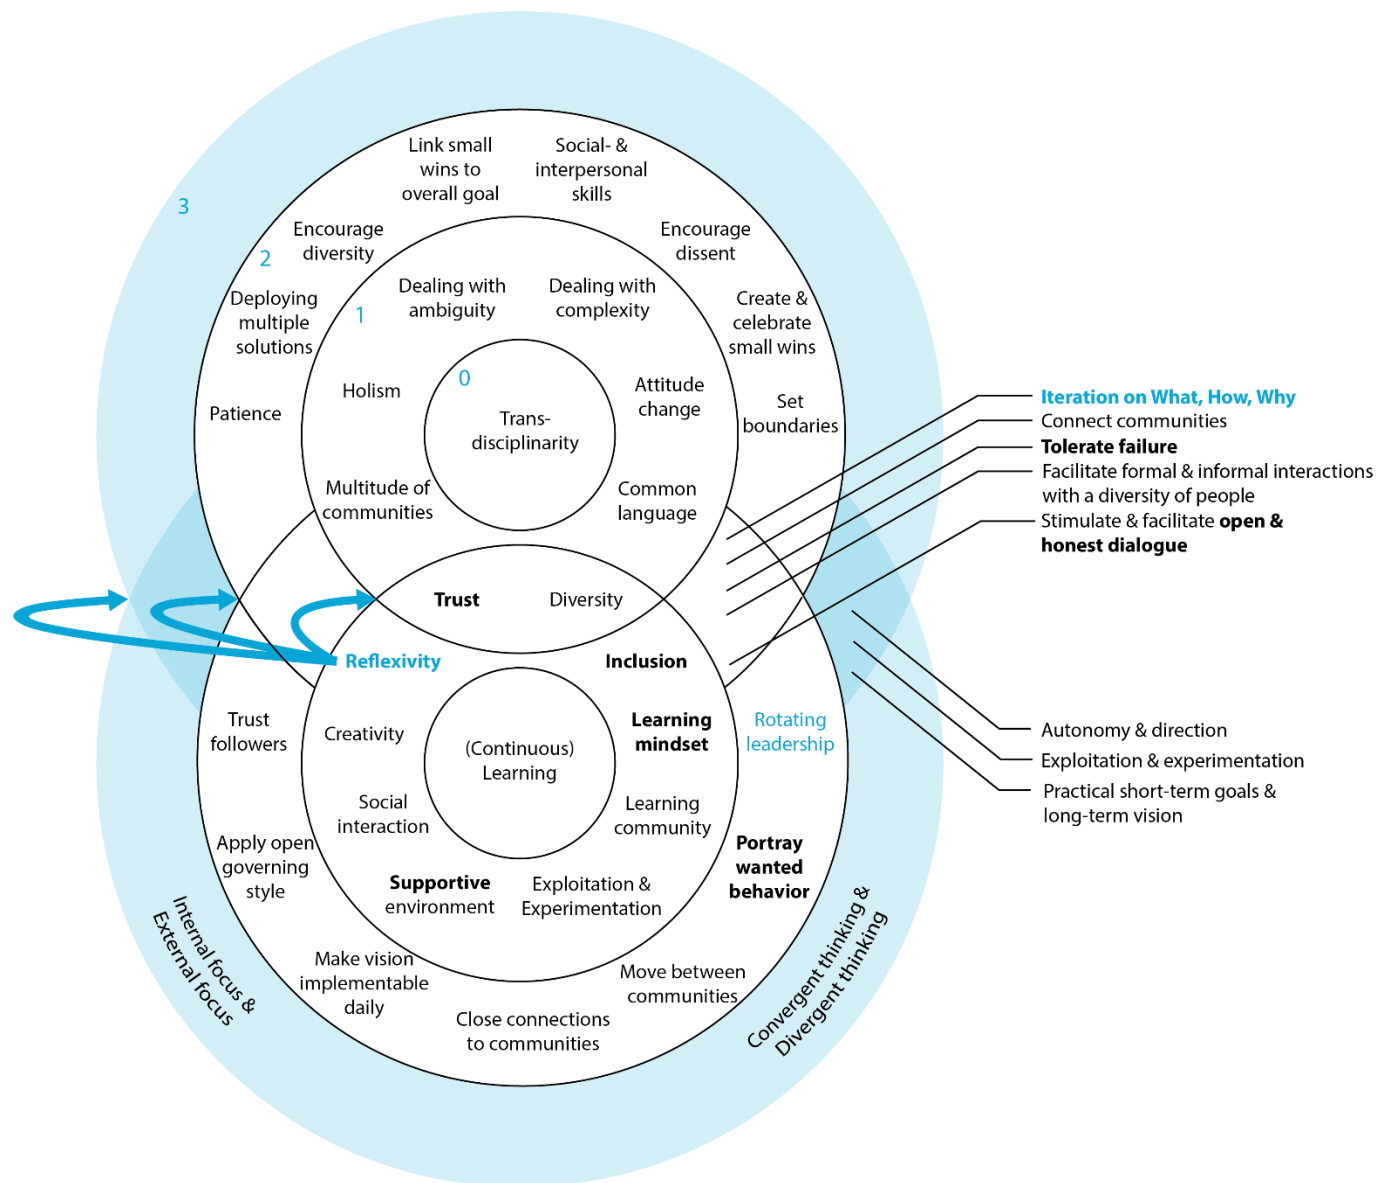 Link small
wins to
overall goal
Social- &
interpersonal
skills
3
Encourage
diversity
Encourage
dissent
2
Deploying
multiple
solutions
1
Dealing with
ambiguity
Dealing with
complexity
Create &
celebrate
small wins
0
Holism
Attitude
change
Patience
Trans-
disciplinarity
Set
boundaries
Multitude of
communities
Common
language
Iteration on What, How, Why
Connect communities
Tolerate failure
Facilitate formal & informal interactions
with a diversity of people
Stimulate & facilitate open &
honest dialogue
Trust
Diversity
Reflexivity
Inclusion
Trust
followers
Creativity
(Continuous)
Learning
Learning
mindset
Rotating
leadership
Autonomy & direction
Exploitation & experimentation
Practical short-term goals &
long-term vision
Social
interaction
Learning
community
Apply open
governing
style
Supportive
environment
Exploitation &
Experimentation
Portray
wanted
behavior
Internal focus &
External focus
Make vision
implementable
daily
Close connections
to communities
Move between
communities
Convergent thinking &
Divergent thinking